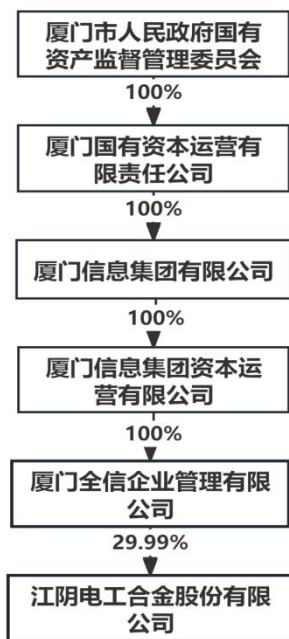 厦门市人民政府国有
资产监督管理委员会
100%
厦门国有资本运营有
限责任公司
100%
厦门信息集团有限公司
100%
厦门信息集团资本运
营有限公司
100%
厦门全信企业管理有限
公司
29.99%
江阴电工合金股份有限
公司